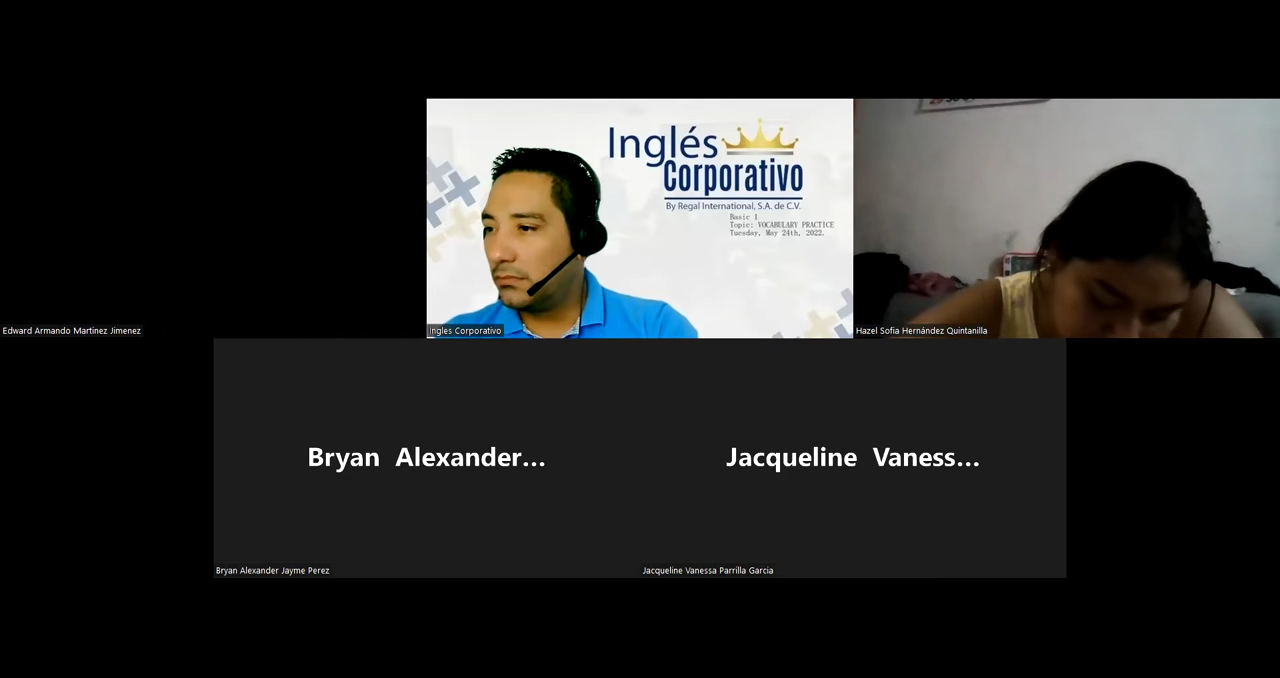 Inglés
Corporativo
By Regal International, S.A. de C.V.
Basic 1
Topic: VOCABULARY PRACTICE
Tuesday, May 24th, 2022.
Edward Armando Martinez Jimenez
Ingles Corporativo
Hazel Sofia Hernández Quintanilla
Bryan Alexander...
Jacqueline Vaness...
Bryan Alexander Jayme Perez
Jacqueline Vanessa Parrilla Garcia